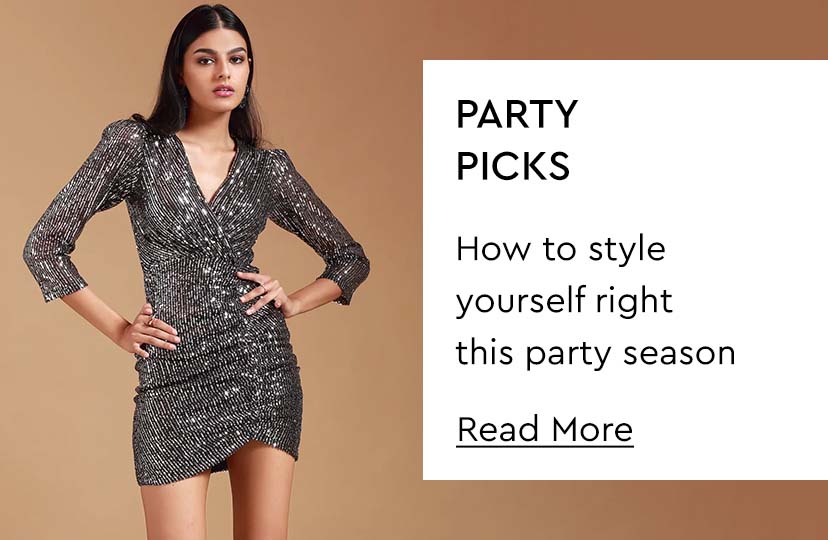 PARTY
PICKS
How to style
yourself right
this party season
Read More